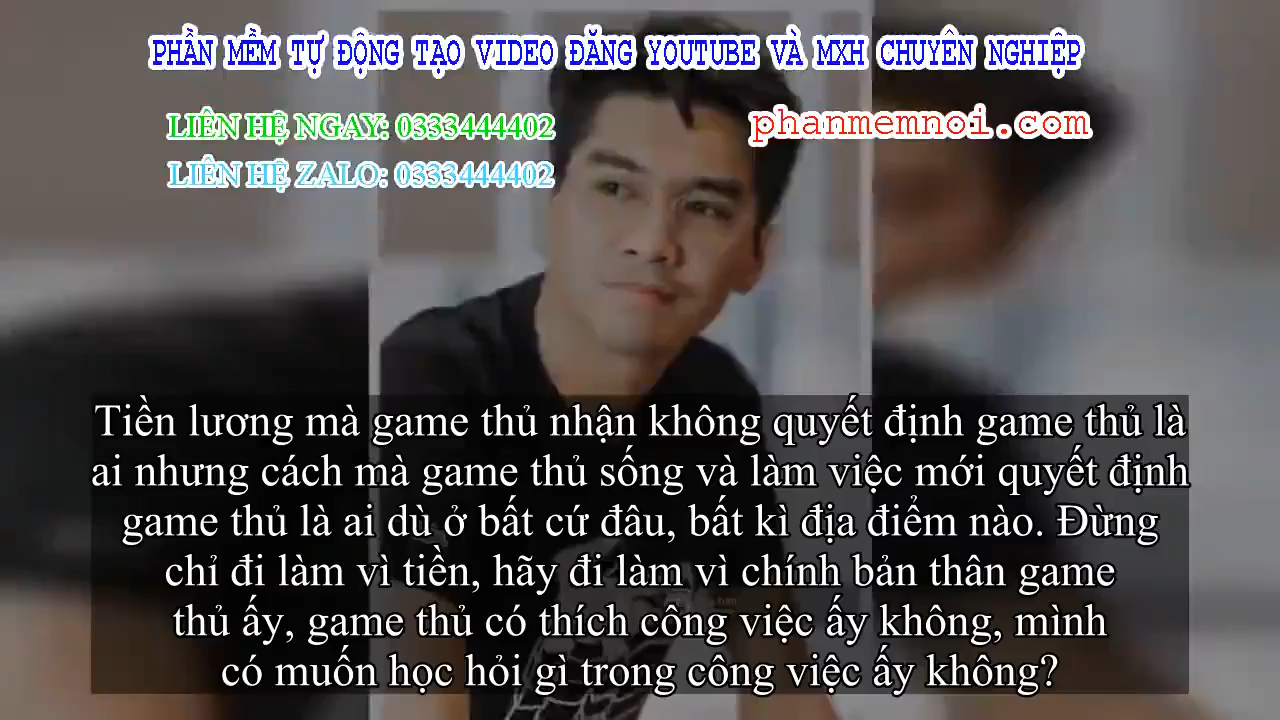 PHẦN MỀM TỰ ĐỘNG TẠO VIDEO ĐĂNG YOUTUBE VÀ MXH CHUYÊN NGHIỆP
LIÊN HỆ NGAY: 0333444402
phanmemnoi.com
LIÊN HỆ ZALO: 0333444402
Tiền lương mà game thủ nhận không quyết định game thủ là
ai nhưng cách mà game thủ sống và làm việc mới quyết định
game thủ là ai dù ở bất cứ đâu, bất kì địa điểm nào. Đừng
chỉ đi làm vì tiền, hãy đi làm vì chính bản thân game
thủ ấy, game thủ có thích công việc ấy không, mình
có muốn học hỏi gì trong công việc ấy không?